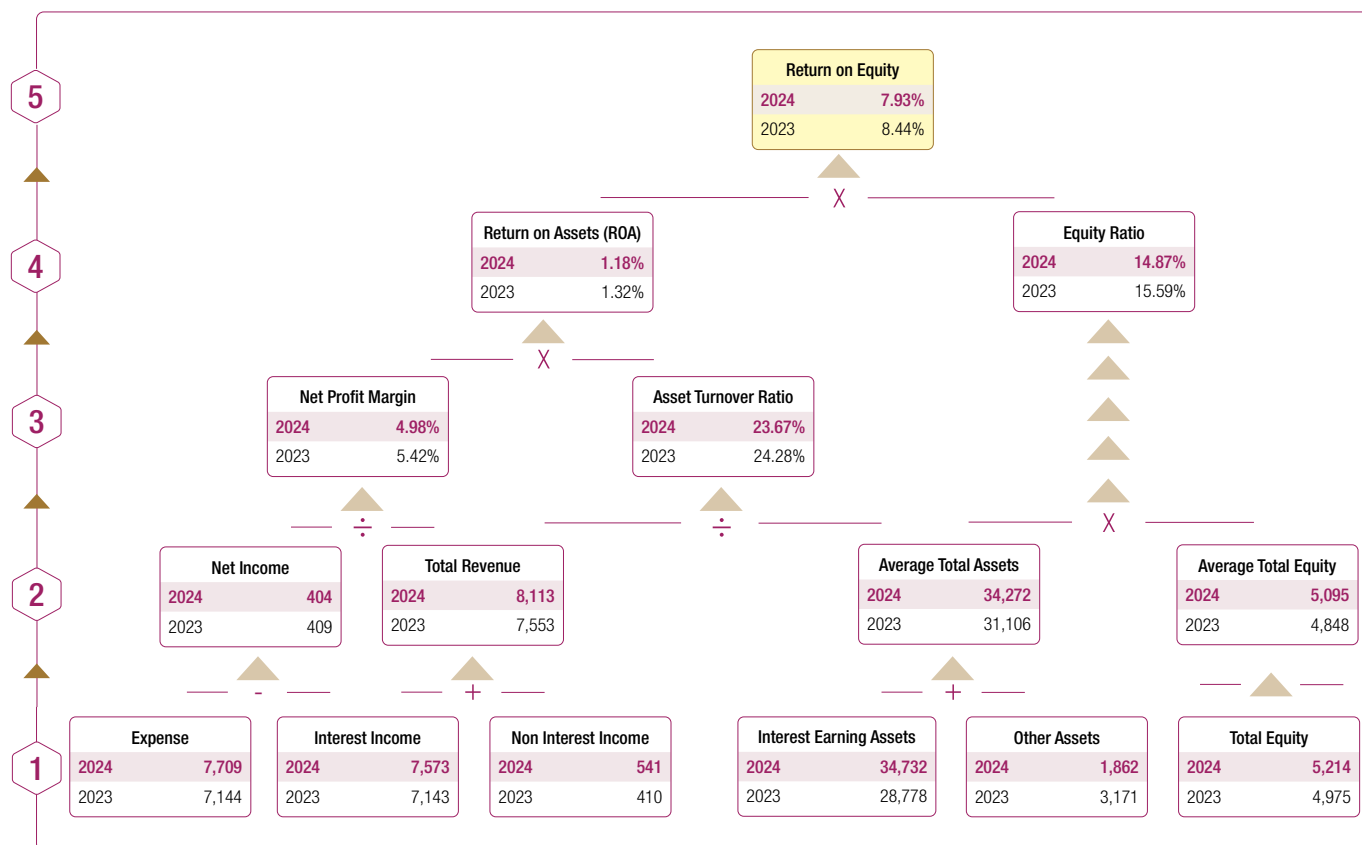 5
Return on Equity
2024 7.93%
2023 8.44%
X
4
Return on Assets (ROA)
2024 1.18%
2023 1.32%
Equity Ratio
2024 14.87%
2023 15.59%
X
3
Net Profit Margin
2024 4.98%
2023 5.42%
Asset Turnover Ratio
2024 23.67%
2023 24.28%
÷
÷
X
2
Net Income
2024 404
2023 409
Total Revenue
2024 8,113
2023 7,553
Average Total Assets
2024 34,272
2023 31,106
Average Total Equity
2024 5,095
2023 4,848
-
+
+
1
Expense
2024 7,709
2023 7,144
Interest Income
2024 7,573
2023 7,143
Non Interest Income
2024 541
2023 410
Interest Earning Assets
2024 34,732
2023 28,778
Other Assets
2024 1,862
2023 3,171
Total Equity
2024 5,214
2023 4,975